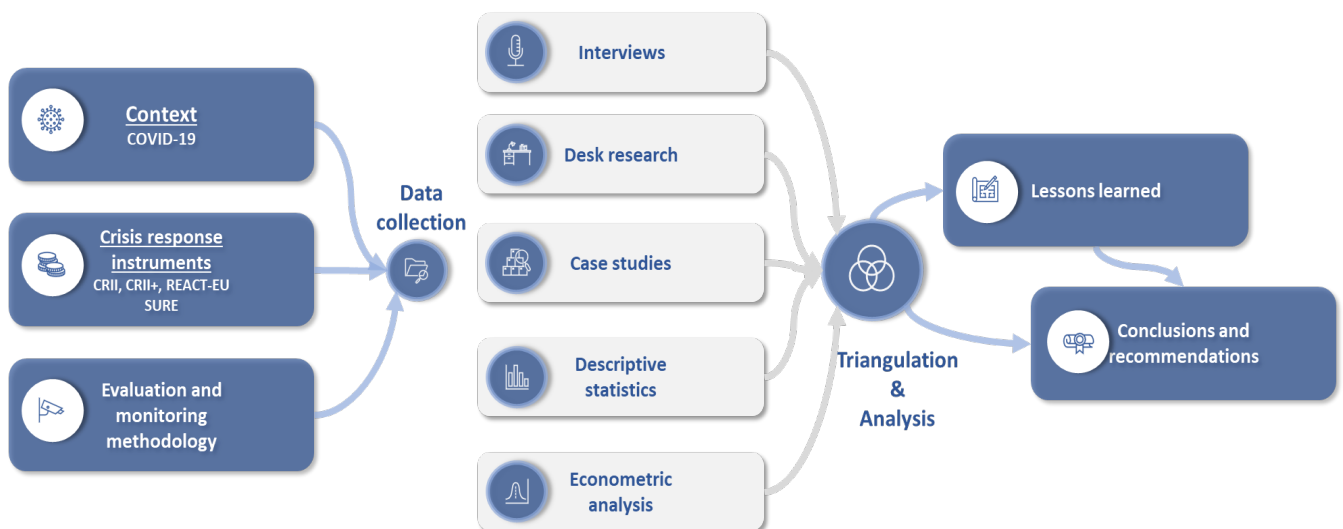 Context
COVID-19
Crisis response
instruments
CRII, CRII+, REACT-EU
SURE
Evaluation and
monitoring
methodology
Data
collection
Interviews
Desk research
Case studies
Descriptive
statistics
Econometric
analysis
Triangulation
&
Analysis
Lessons learned
Conclusions and
recommendations